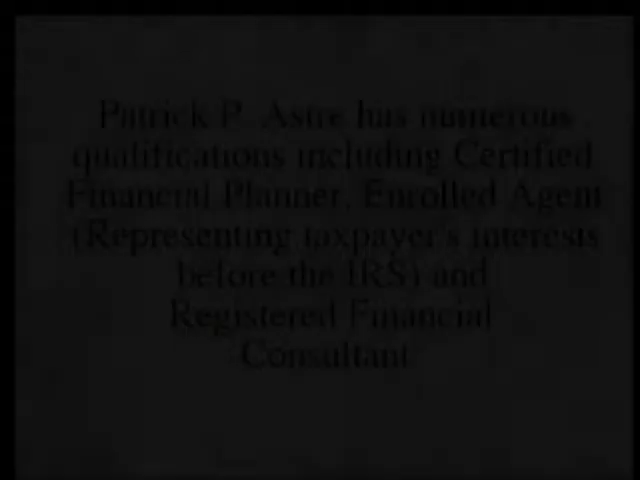 Patrick P. Astre has numerous
qualifications including Certified
Financial Planner, Enrolled Agent
(Representing taxpayer's interests
before the IRS) and
Registered Financial
Consultant